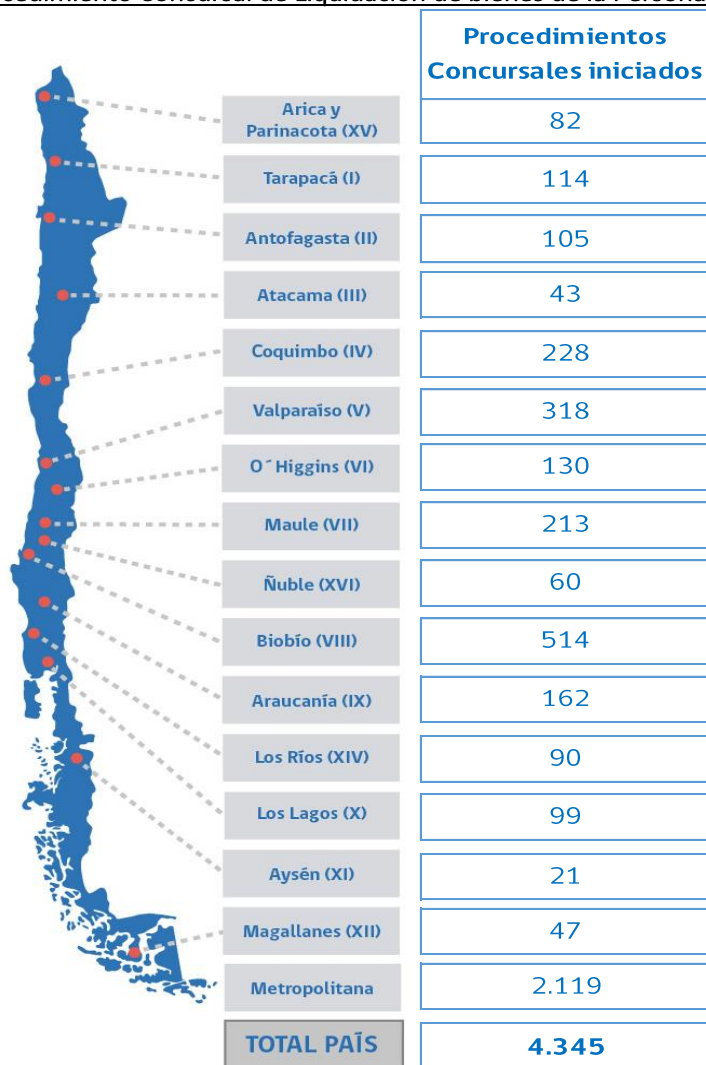 Procedimientos
Concursales iniciados
Arica y
Parinacota (XV)
82
Tarapacá (I)
114
Antofagasta (II)
105
Atacama (III)
43
Coquimbo (IV)
228
Valparaíso (V)
318
O´Higgins (VI)
130
Maule (VII)
213
Ñuble (XVI)
60
Biobío (VIII)
514
Araucanía (IX)
162
Los Ríos (XIV)
90
Los Lagos (X)
99
Aysén (XI)
21
Magallanes (XII)
47
Metropolitana
2.119
TOTAL PAÍS
4.345